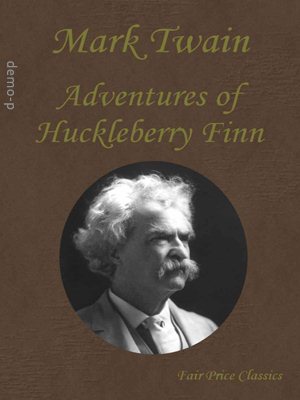 Mark Twain
demo-p
Adventures of
Huckleberry Finn
Fair Price Classics